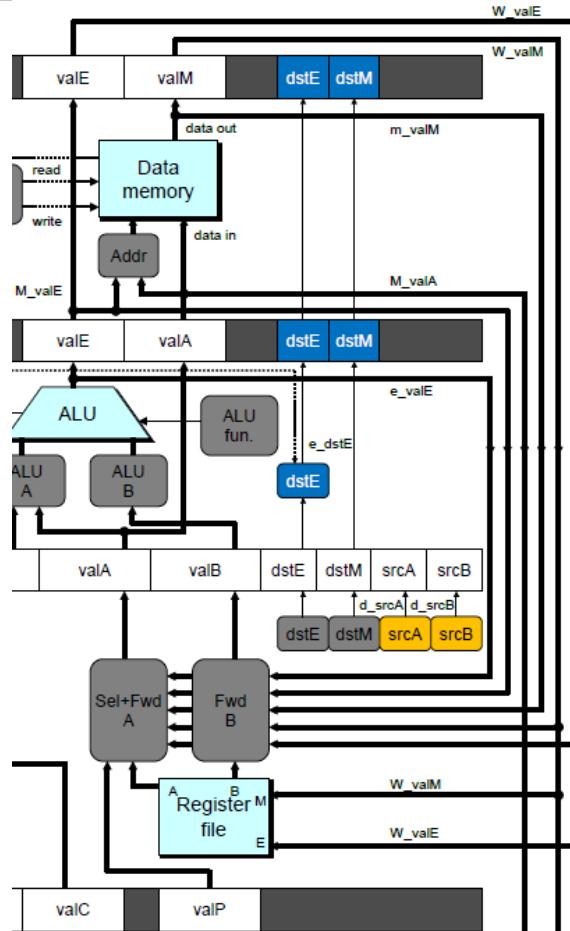 W_valE
W_valM
valE valM dstE dstM
data out
m_valM
Data
memory
read
write
data in
Addr
M_valE
M_valA
valE valA dstE dstM
e_valE
ALU
ALU
fun.
e_dstE
ALU
A
ALU
B
dstE
valA valB dstE dstM srcA srcB
d_srcA d_srcB
dstE dstM srcA srcB
Sel+Fwd
A
Fwd
B
A B
Register
file
M
E
W_valM
W_valE
valC valP